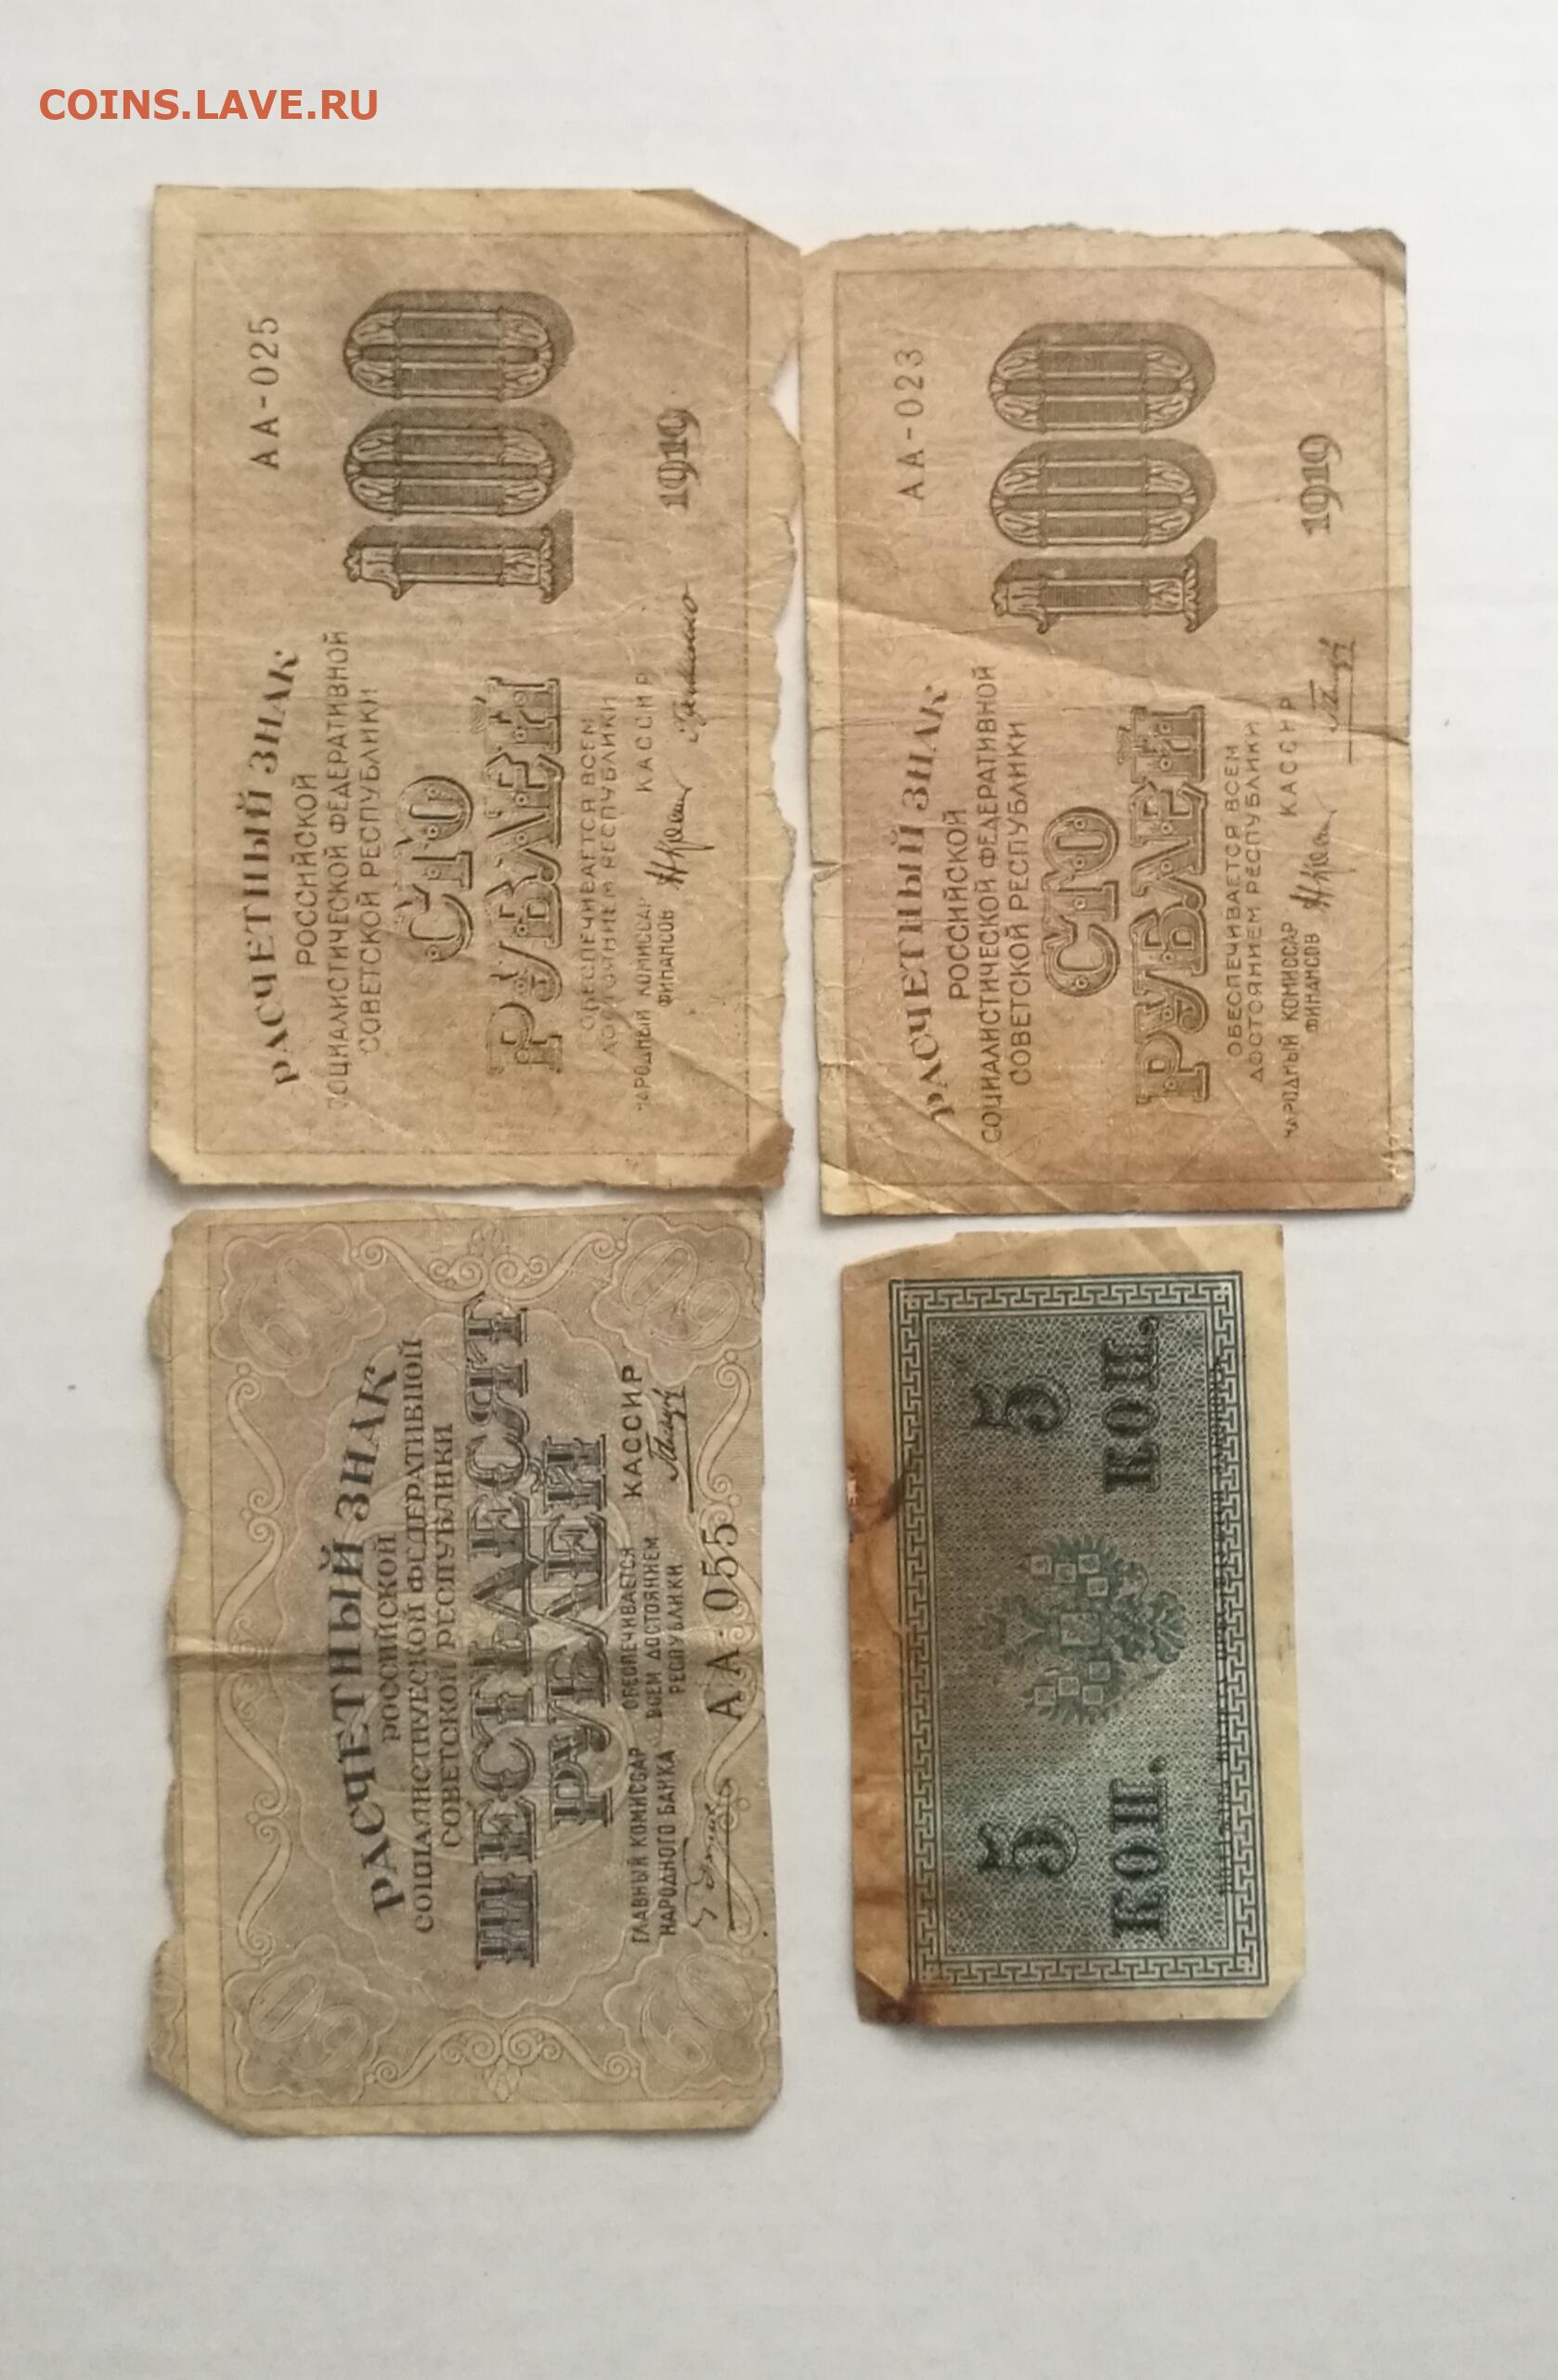 COINS.LAVE.RU
АА-025
РАСЧЕТНЫЙ ЗНАК
РОССИЙСКОЙ
СОЦИАЛИСТИЧЕСКОЙ ФЕДЕРАТИВНОЙ
СОВЕТСКОЙ РЕСПУБЛИКИ
100
СТО
РУБЛЕЙ
ОБЕСПЕЧИВАЕТСЯ ВСЕМ
ДОСТОЯНИЕМ РЕСПУБЛИКИ
НАРОДНЫЙ КОМИССАР
ФИНАНСОВ
КАССИР
1919
АА-023
РАСЧЕТНЫЙ ЗНАК
РОССИЙСКОЙ
СОЦИАЛИСТИЧЕСКОЙ ФЕДЕРАТИВНОЙ
СОВЕТСКОЙ РЕСПУБЛИКИ
100
СТО
РУБЛЕЙ
ОБЕСПЕЧИВАЕТСЯ ВСЕМ
ДОСТОЯНИЕМ РЕСПУБЛИКИ
НАРОДНЫЙ КОМИССАР
ФИНАНСОВ
КАССИР
1919
60 60
РАСЧЕТНЫЙ ЗНАК
РОССИЙСКОЙ
СОЦИАЛИСТИЧЕСКОЙ ФЕДЕРАТИВНОЙ
СОВЕТСКОЙ РЕСПУБЛИКИ
ШЕСТЬДЕСЯТ
РУБЛЕЙ
ГЛАВНЫЙ КОМИССАР
НАРОДНОГО БАНКА
ОБЕСПЕЧИВАЕТСЯ
ВСЕМ ДОСТОЯНИЕМ
РЕСПУБЛИКИ
КАССИР
АА-055
60 60
5 5
КОП. КОП.